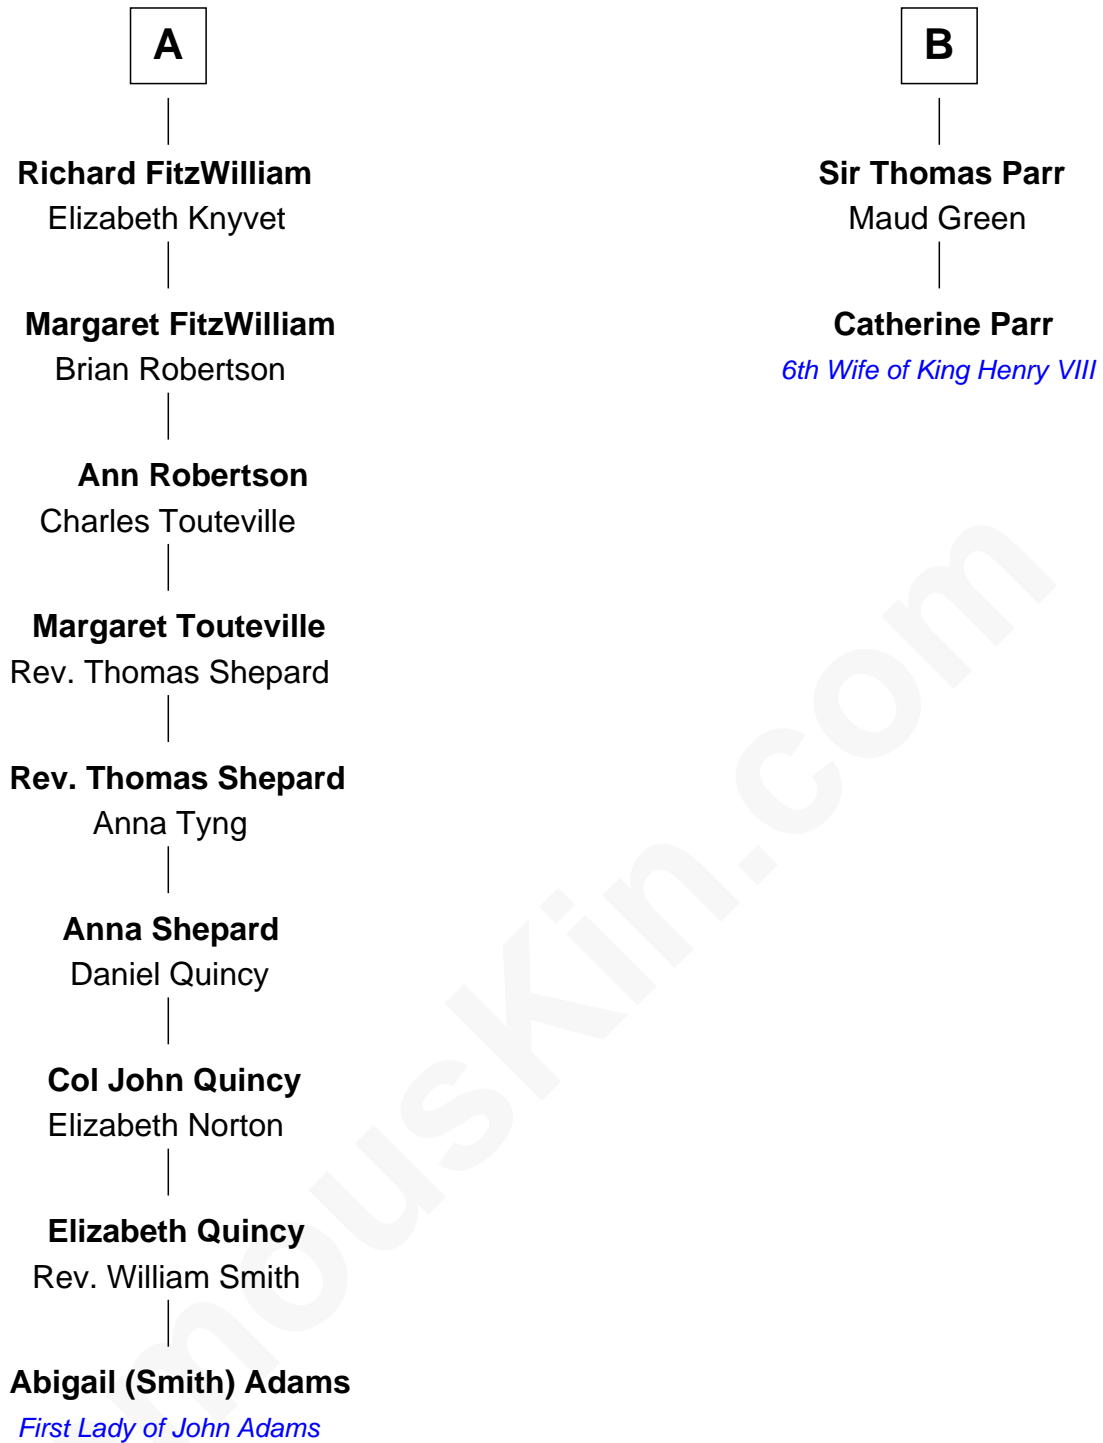 A
Richard FitzWilliam
Elizabeth Knyvet
Margaret FitzWilliam
Brian Robertson
Ann Robertson
Charles Touteville
Margaret Touteville
Rev. Thomas Shepard
Rev. Thomas Shepard
Anna Tyng
Anna Shepard
Daniel Quincy
Col John Quincy
Elizabeth Norton
Elizabeth Quincy
Rev. William Smith
Abigail (Smith) Adams
First Lady of John Adams
B
Sir Thomas Parr
Maud Green
Catherine Parr
6th Wife of King Henry VIII
mousKin.com